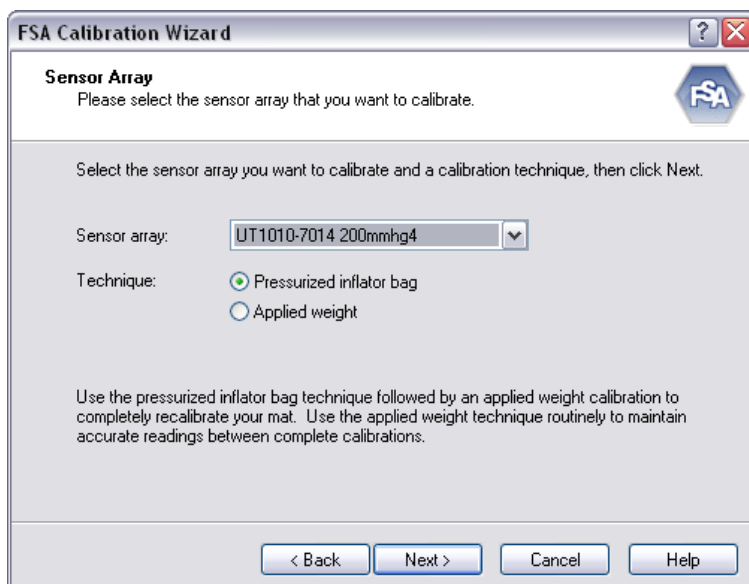 FSA Calibration Wizard
Sensor Array
Please select the sensor array that you want to calibrate.
FSA
Select the sensor array you want to calibrate and a calibration technique, then click Next.
Sensor array: UT1010-7014 200mmhg4
Technique: Pressurized inflator bag
Applied weight
Use the pressurized inflator bag technique followed by an applied weight calibration to
completely recalibrate your mat. Use the applied weight technique routinely to maintain
accurate readings between complete calibrations.
< Back Next > Cancel Help